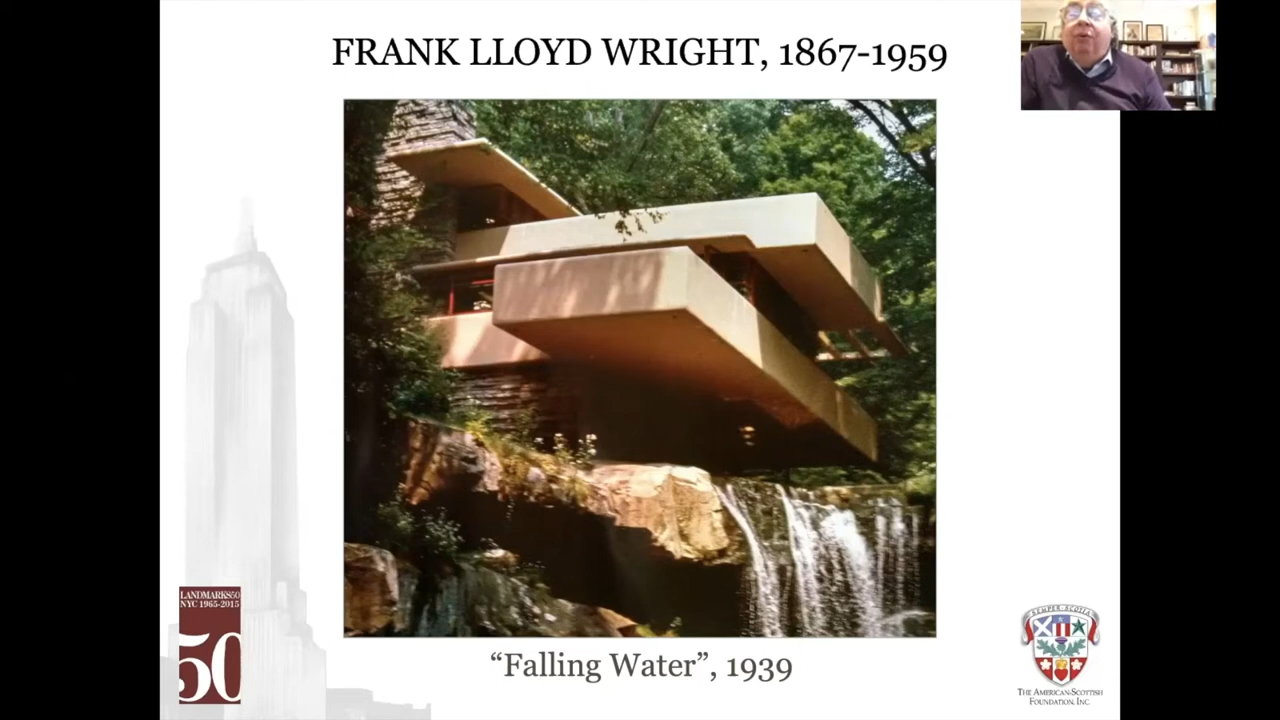 FRANK LLOYD WRIGHT, 1867-1959
LANDMARKS50
NYC 1965-2015
50
SEMPER SCOTIA
THE AMERICAN-SCOTTISH
FOUNDATION, INC.
“Falling Water”, 1939